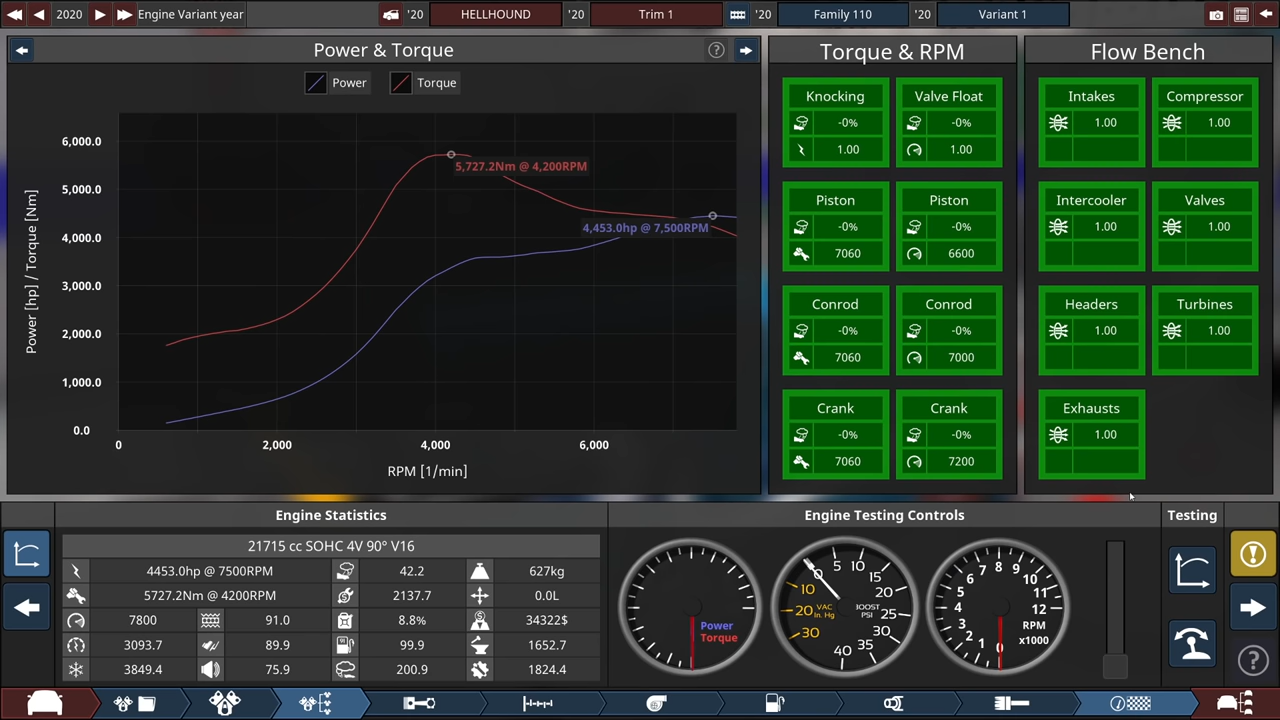 2020
Engine Variant year
'20
HELLHOUND
'20
Trim 1
'20
Family 110
'20
Variant 1
Power & Torque
?
Power
Torque
Power [hp] / Torque [Nm]
6,000.0
5,000.0
4,000.0
3,000.0
2,000.0
1,000.0
0.0
5,727.2Nm @ 4,200RPM
4,453.0hp @ 7,500RPM
0
2,000
4,000
6,000
RPM [1/min]
Torque & RPM
Knocking
-0%
1.00
Valve Float
-0%
1.00
Piston
-0%
7060
Piston
-0%
6600
Conrod
-0%
7060
Conrod
-0%
7000
Crank
-0%
7060
Crank
-0%
7200
Flow Bench
Intakes
1.00
Compressor
1.00
Intercooler
1.00
Valves
1.00
Headers
1.00
Turbines
1.00
Exhausts
1.00
Engine Statistics
21715 cc SOHC 4V 90° V16
4453.0hp @ 7500RPM
42.2
627kg
5727.2Nm @ 4200RPM
2137.7
0.0L
7800
91.0
8.8%
34322$
3093.7
89.9
99.9
1652.7
3849.4
75.9
200.9
1824.4
Engine Testing Controls
Power
Torque
0
5
10
15
20
25
30
35
40
10
20
30
VAC
In. Hg
BOOST
PSI
0
1
2
3
4
5
6
7
8
9
10
11
12
RPM
x1000
Testing
?